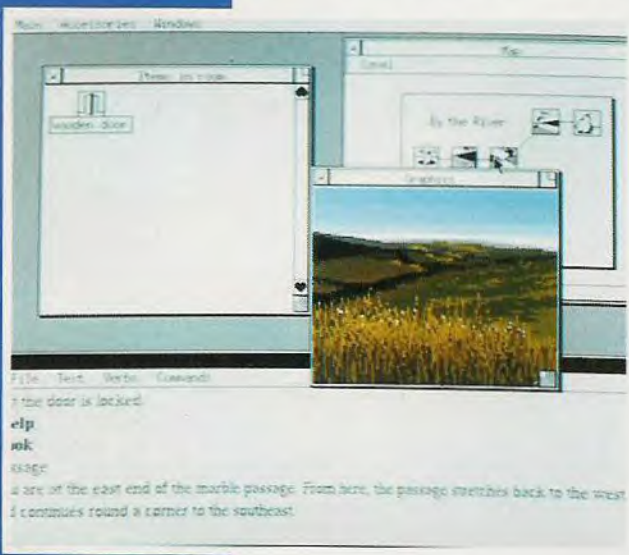 Main Accessories Windows
Items in room
Map
Level
wooden door
By the River
Graphics
File Text Verbs Commands
the door is locked.
elp
ook
ssage
are at the east end of the marble passage. From here, the passage stretches back to the west
continues round a corner to the southeast.